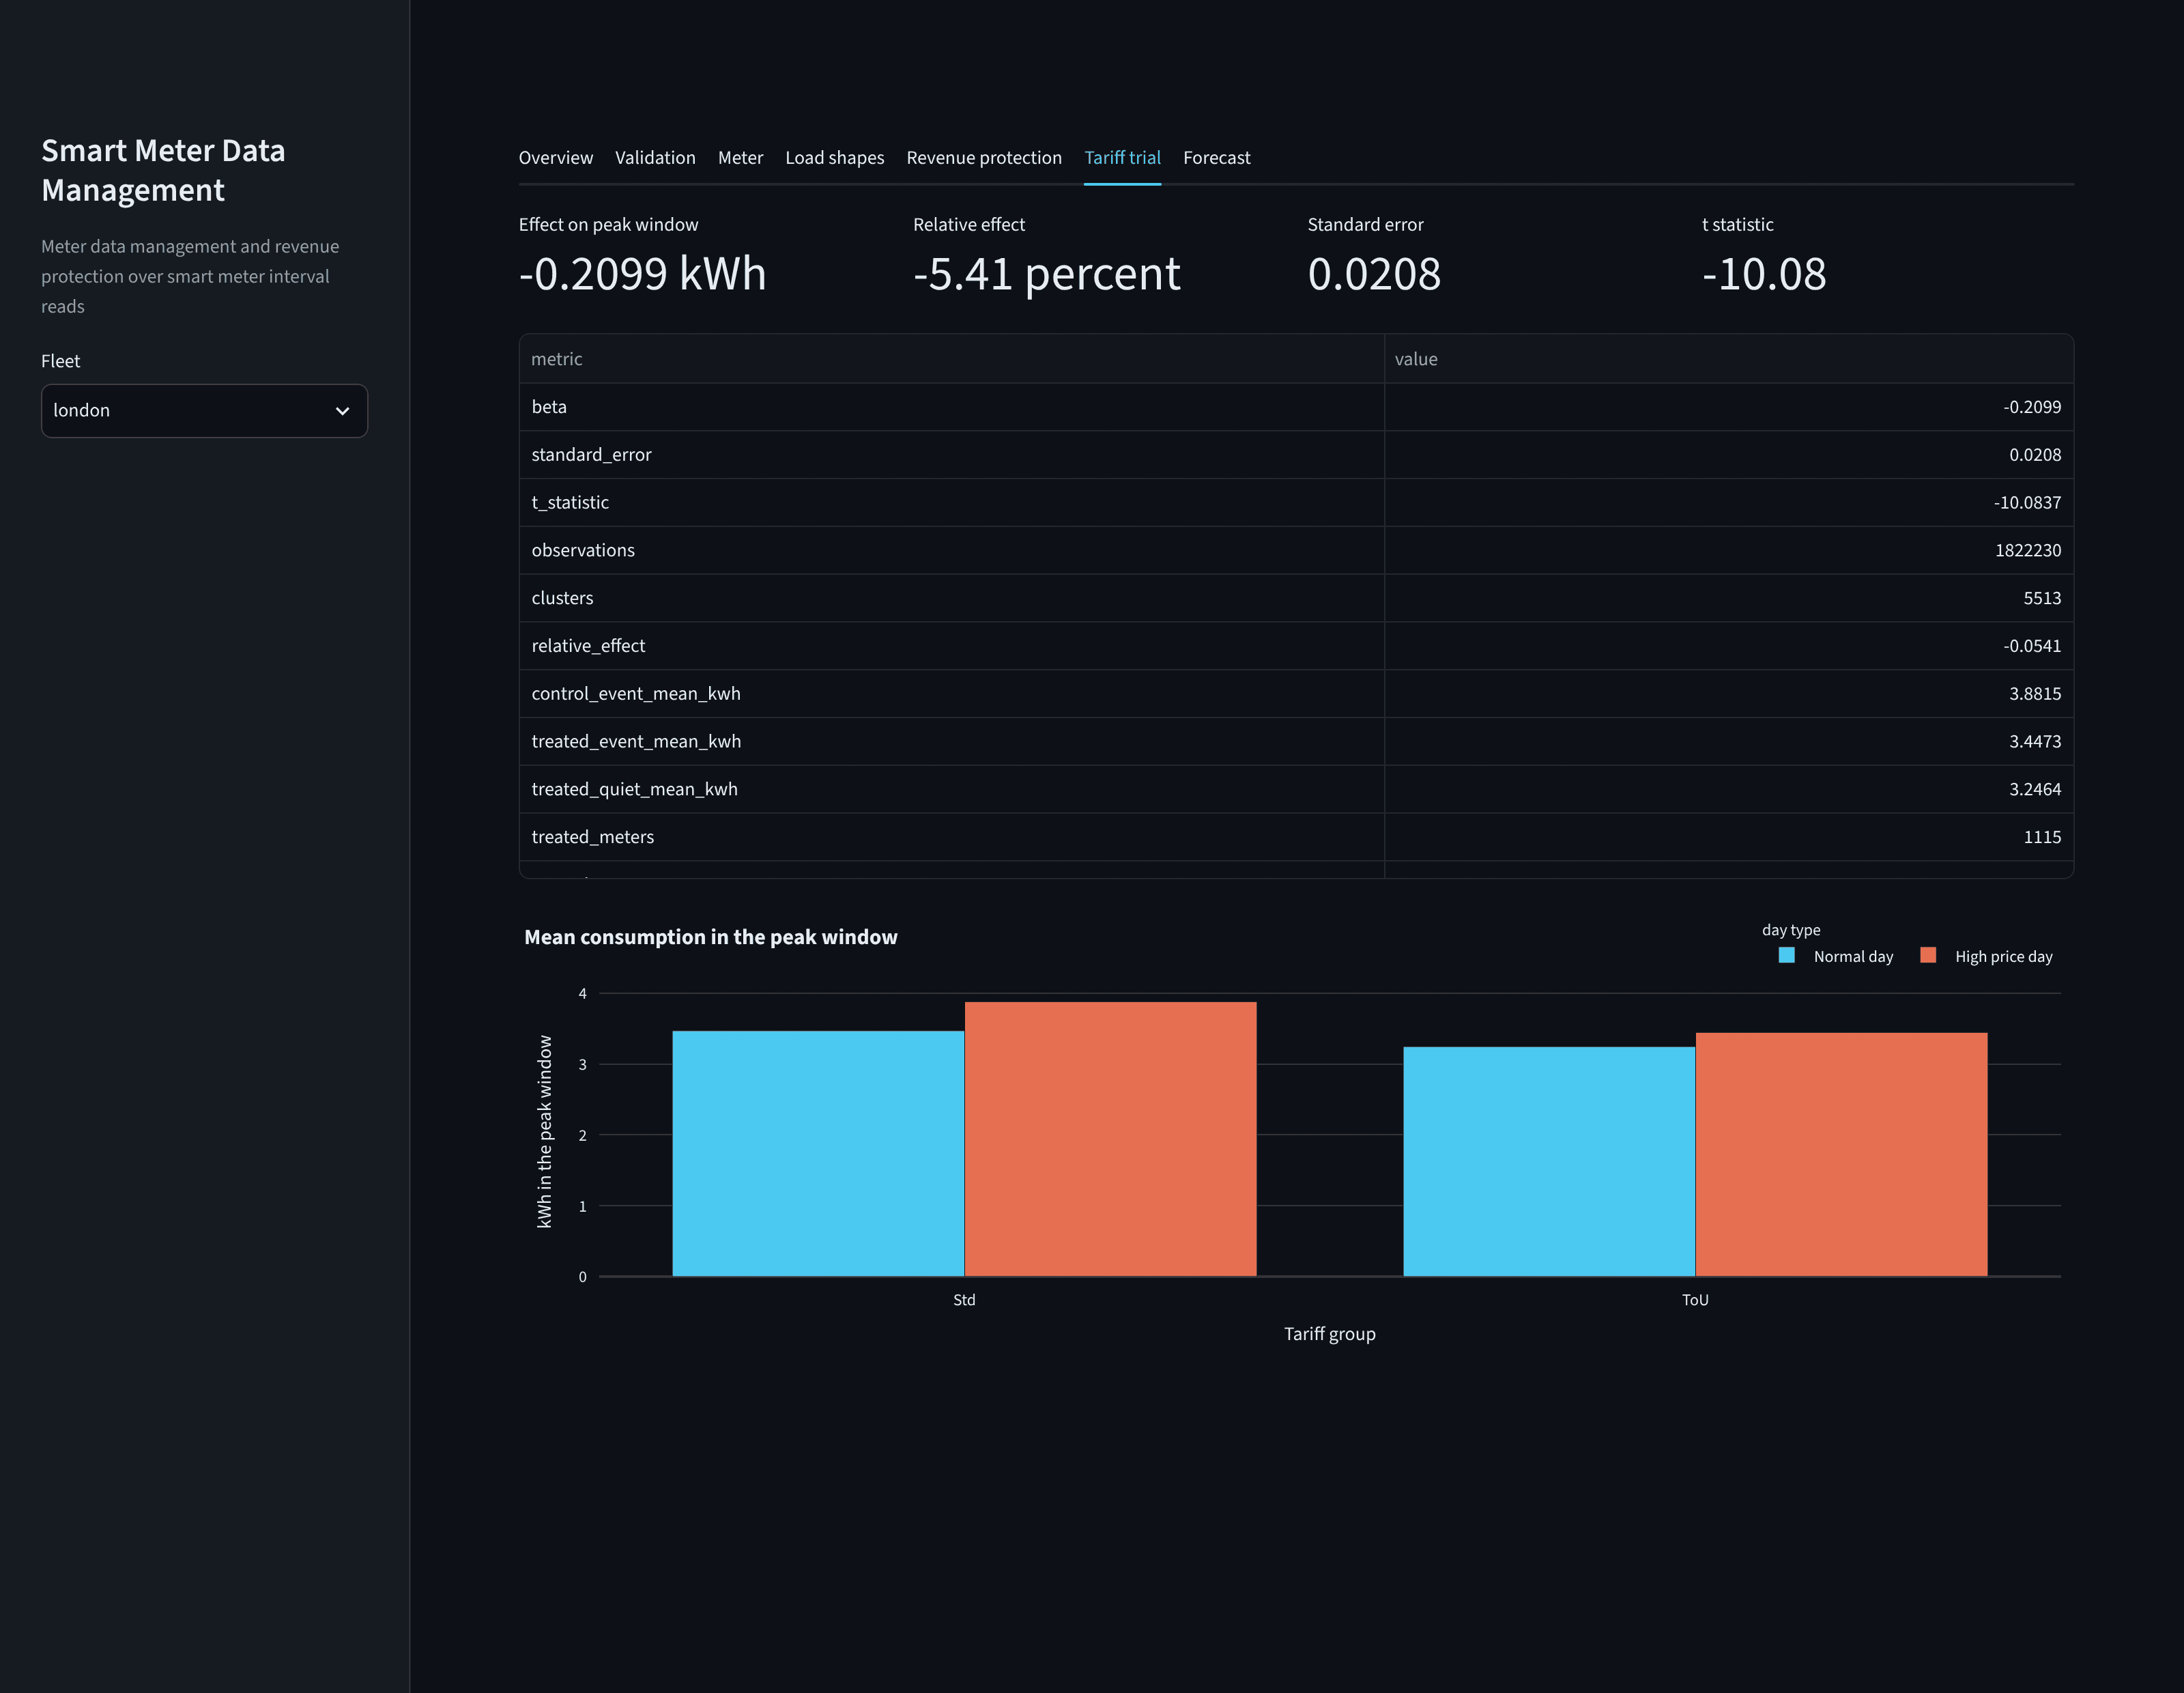 Smart Meter Data
Management
Meter data management and revenue
protection over smart meter interval
reads
Fleet
london
Overview Validation Meter Load shapes Revenue protection Tariff trial Forecast
Effect on peak window Relative effect Standard error t statistic
-0.2099 kWh -5.41 percent 0.0208 -10.08
metric value
beta -0.2099
standard_error 0.0208
t_statistic -10.0837
observations 1822230
clusters 5513
relative_effect -0.0541
control_event_mean_kwh 3.8815
treated_event_mean_kwh 3.4473
treated_quiet_mean_kwh 3.2464
treated_meters 1115
Mean consumption in the peak window
day type
Normal day High price day
kWh in the peak window
4
3
2
1
0
Std ToU
Tariff group